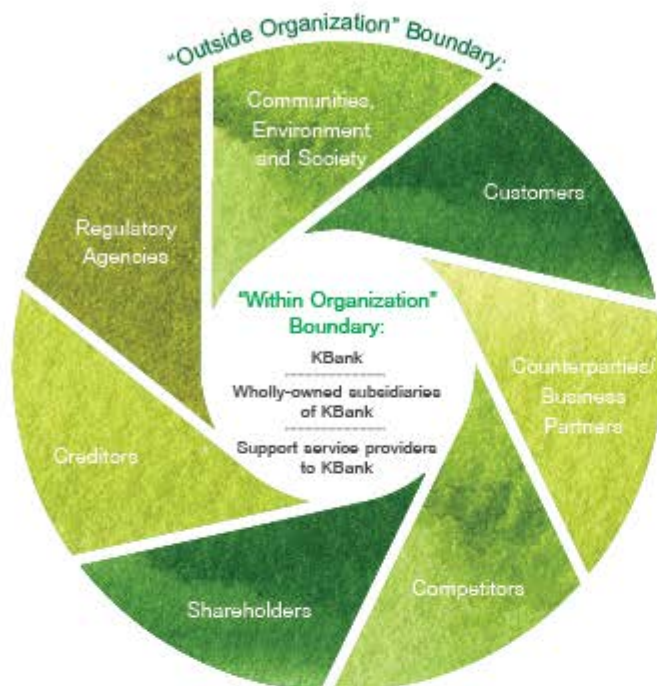 "Outside Organization" Boundary:
Communities,
Environment
and Society
Customers
Regulatory
Agencies
"Within Organization"
Boundary:
KBank
Wholly-owned subsidiaries
of KBank
Support service providers
to KBank
Counterparties/
Business
Partners
Creditors
Competitors
Shareholders